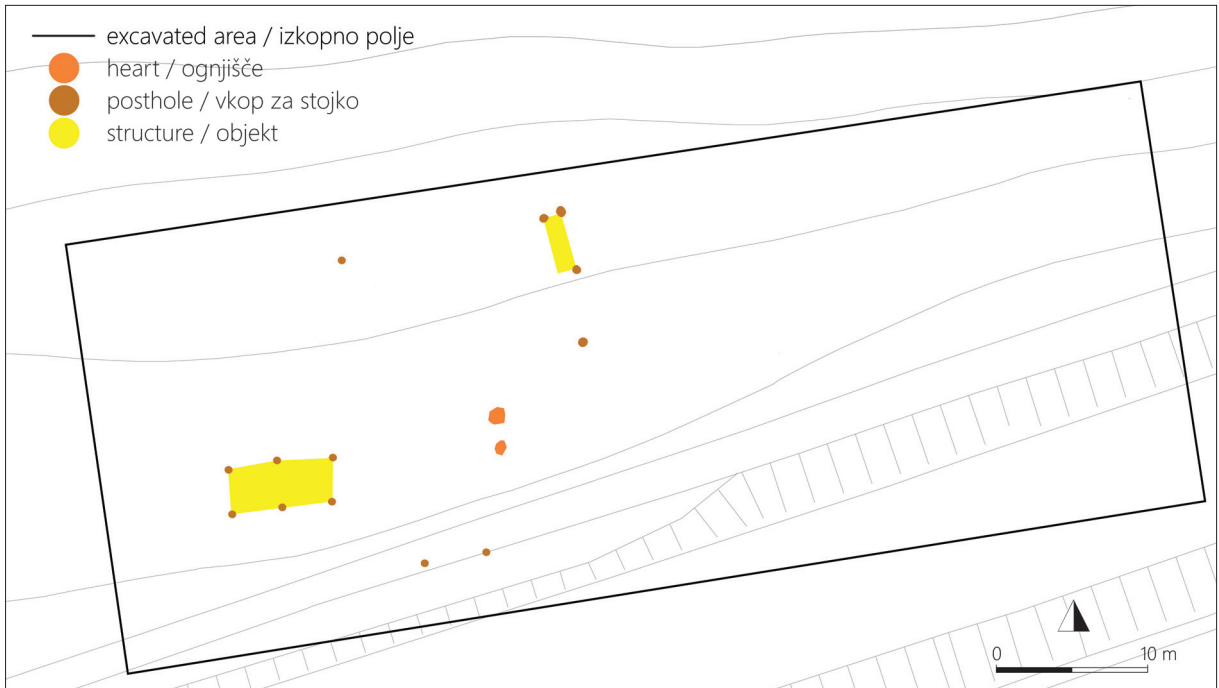 excavated area / izkopno polje
heart / ognjišče
posthole / vkop za stojko
structure / objekt
0 10 m